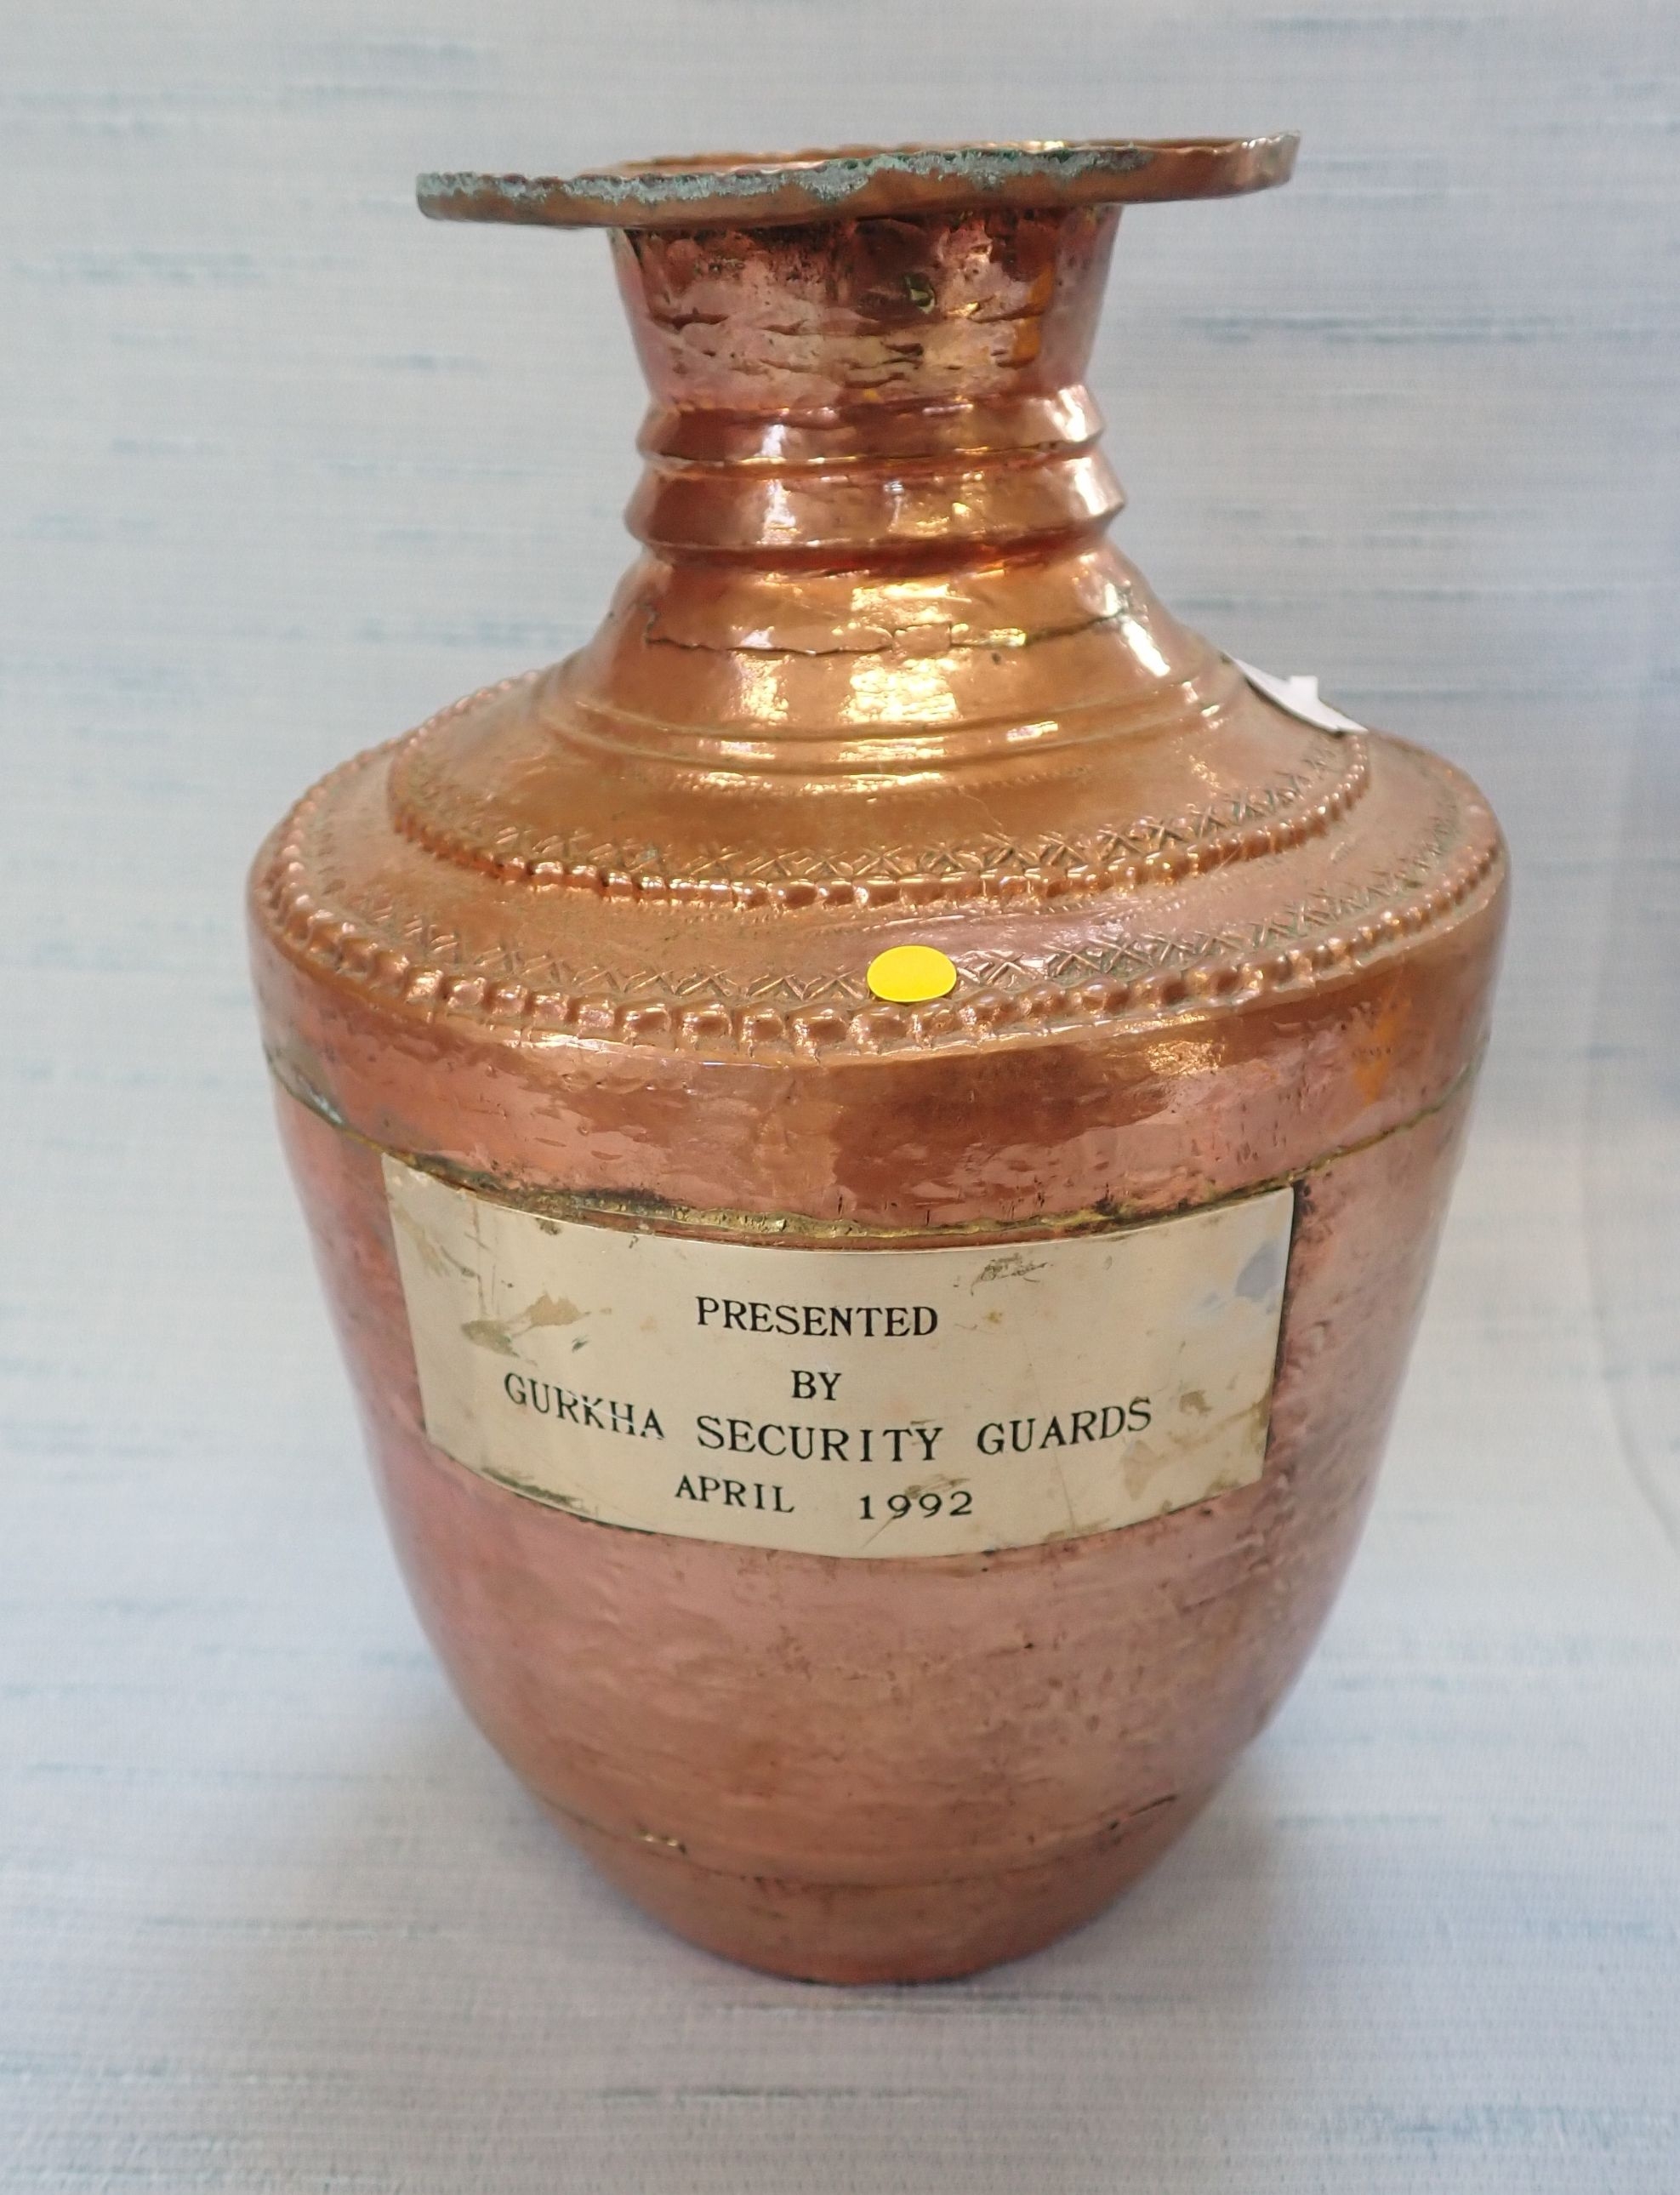 PRESENTED
BY
GURKHA SECURITY GUARDS
APRIL 1992